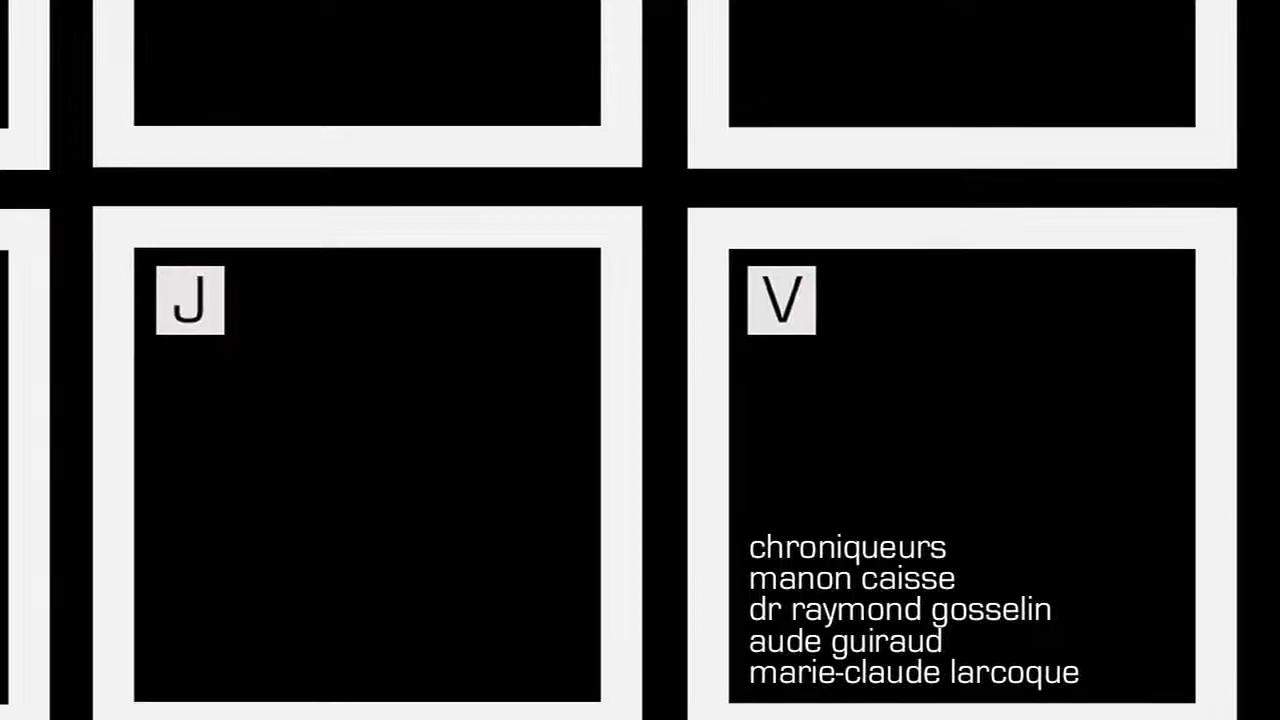 J
V
chroniqueurs
manon caisse
dr raymond gosselin
aude guiraud
marie-claude larcoque